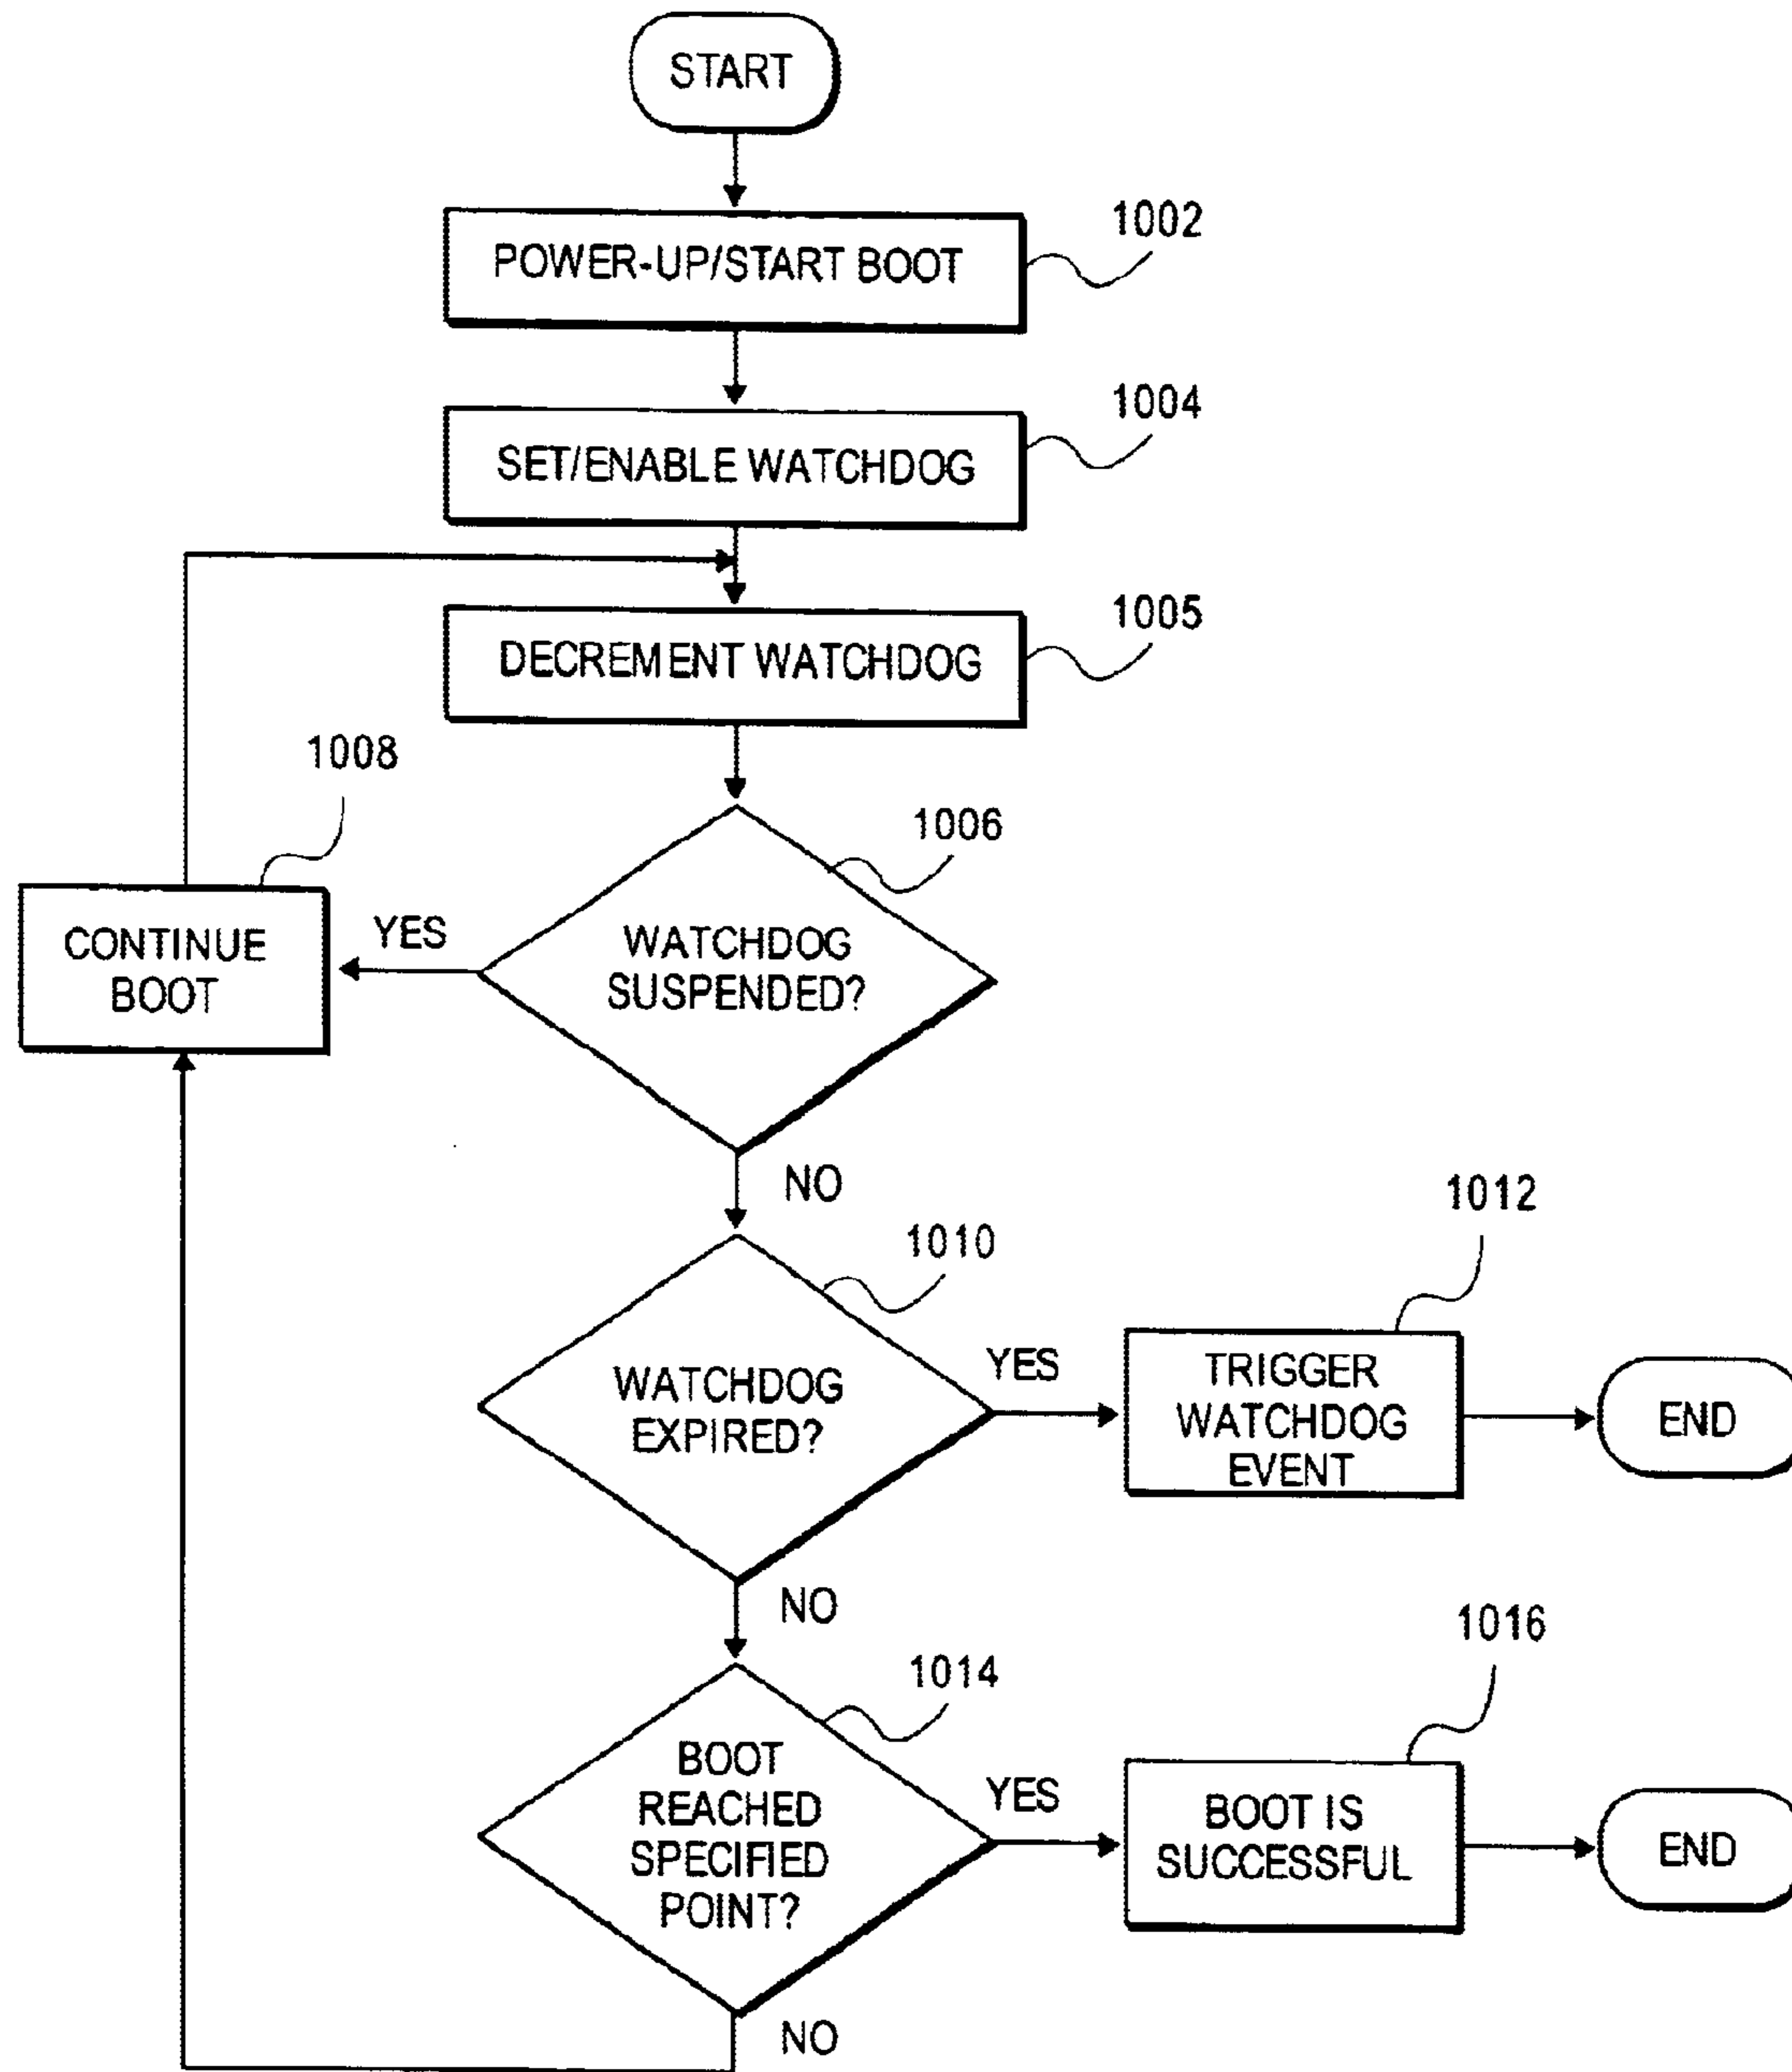 START
1002
POWER-UP/START BOOT
1004
SET/ENABLE WATCHDOG
1005
DECREMENT WATCHDOG
1008
1006
CONTINUE
BOOT
YES
WATCHDOG
SUSPENDED?
NO
1010
1012
WATCHDOG
EXPIRED?
YES
TRIGGER
WATCHDOG
EVENT
END
NO
1014
1016
BOOT
REACHED
SPECIFIED
POINT?
YES
BOOT IS
SUCCESSFUL
END
NO